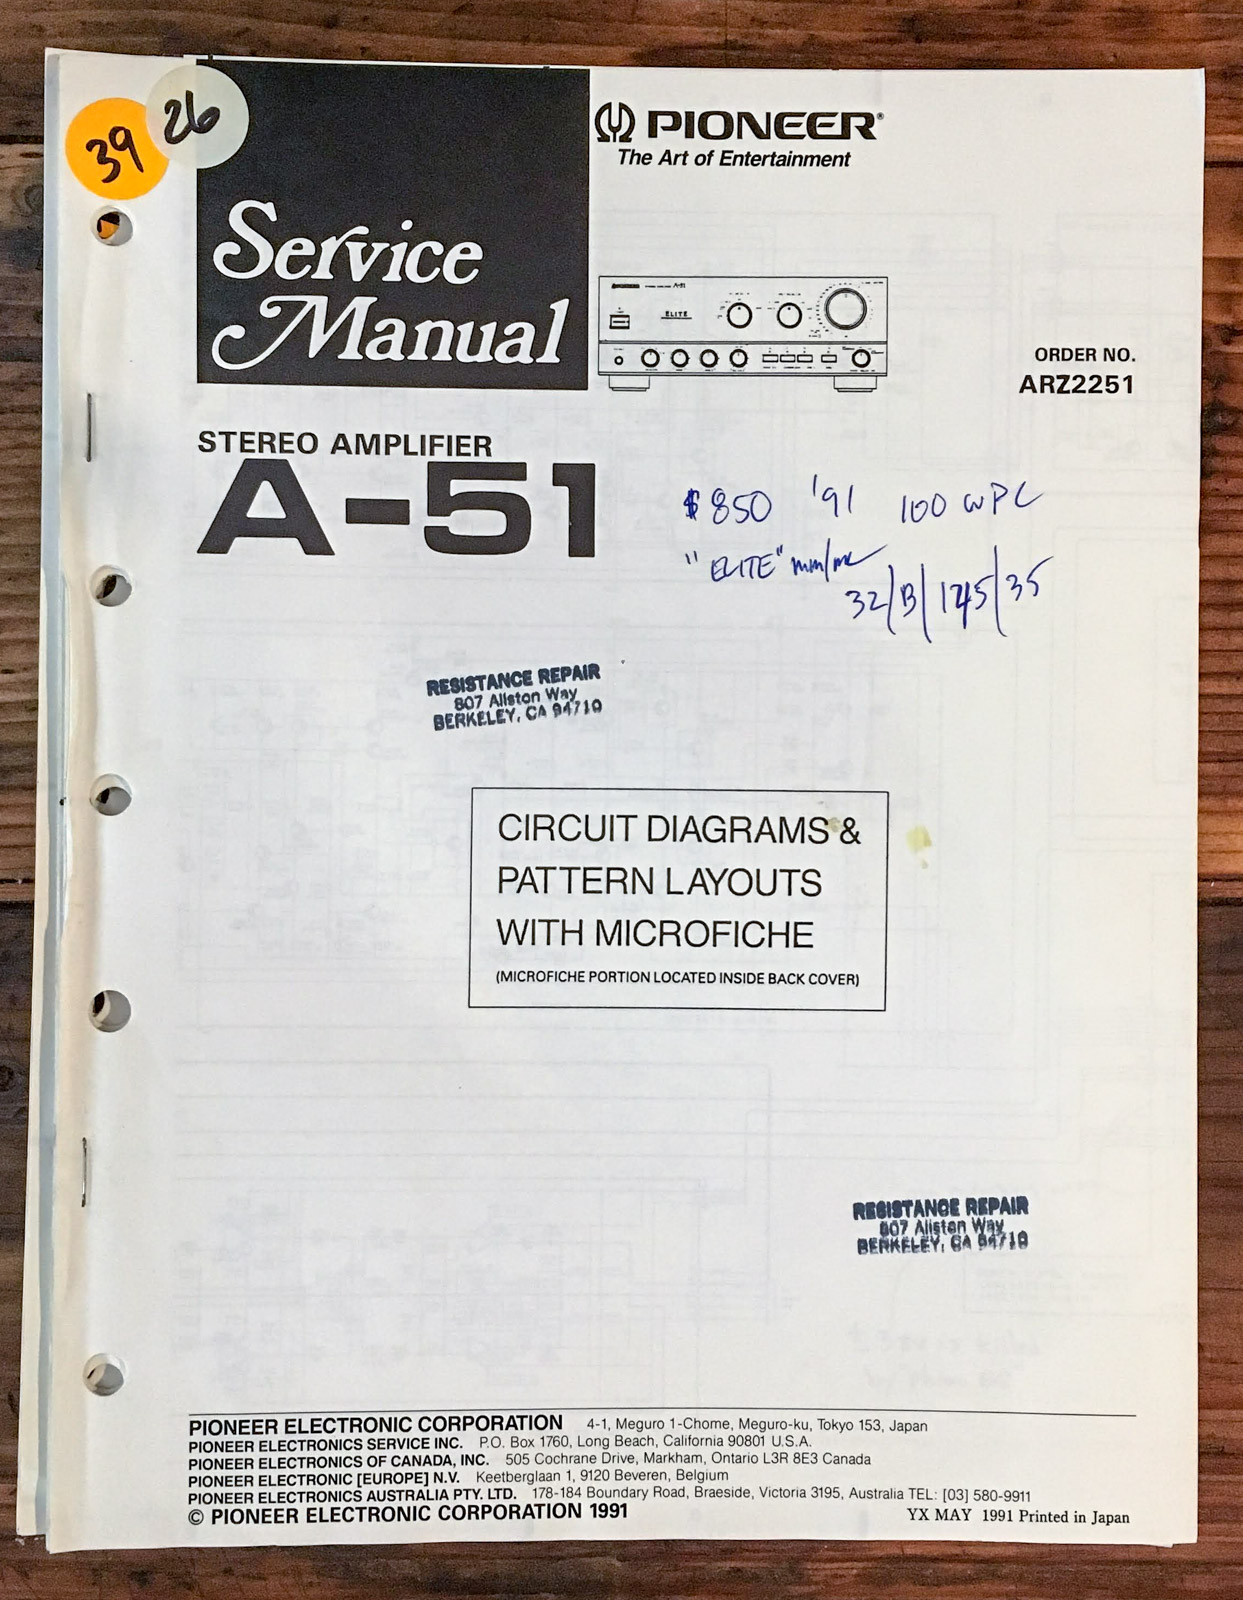 39
26
PIONEER®
The Art of Entertainment
Service
Manual
A-51
ELITE
ORDER NO.
ARZ2251
STEREO AMPLIFIER
A-51
$850 '91 100 WPC
"ELITE" mm/mc
32/B/145/35
RESISTANCE REPAIR
807 Allston Way
BERKELEY, CA 94710
CIRCUIT DIAGRAMS &
PATTERN LAYOUTS
WITH MICROFICHE
(MICROFICHE PORTION LOCATED INSIDE BACK COVER)
RESISTANCE REPAIR
807 Allston Way
BERKELEY, CA 94710
PIONEER ELECTRONIC CORPORATION 4-1, Meguro 1-Chome, Meguro-ku, Tokyo 153, Japan
PIONEER ELECTRONICS SERVICE INC. P.O. Box 1760, Long Beach, California 90801 U.S.A.
PIONEER ELECTRONICS OF CANADA, INC. 505 Cochrane Drive, Markham, Ontario L3R 8E3 Canada
PIONEER ELECTRONIC [EUROPE] N.V. Keetberglaan 1, 9120 Beveren, Belgium
PIONEER ELECTRONICS AUSTRALIA PTY. LTD. 178-184 Boundary Road, Braeside, Victoria 3195, Australia TEL: [03] 580-9911
© PIONEER ELECTRONIC CORPORATION 1991
YX MAY 1991 Printed in Japan